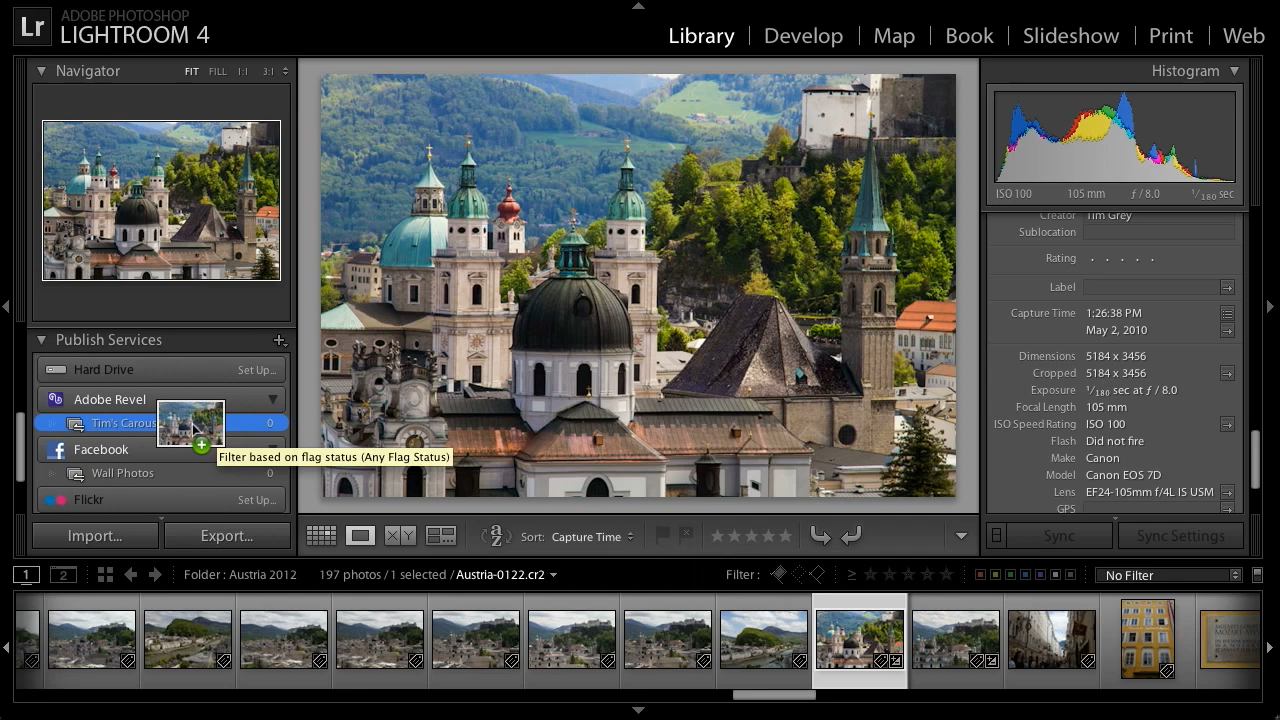 Lr
ADOBE PHOTOSHOP
LIGHTROOM 4
Library | Develop | Map | Book | Slideshow | Print | Web
Navigator
FIT FILL 1:1 3:1
Histogram
ISO 100 105 mm ƒ / 8.0 1/180 sec
Creator Tim Grey
Sublocation
Rating . . . . .
Label
Capture Time 1:26:38 PM
May 2, 2010
Dimensions 5184 x 3456
Cropped 5184 x 3456
Exposure 1/180 sec at ƒ / 8.0
Focal Length 105 mm
ISO Speed Rating ISO 100
Flash Did not fire
Make Canon
Model Canon EOS 7D
Lens EF24-105mm f/4L IS USM
GPS
Publish Services
Hard Drive Set Up...
Adobe Revel
Tim's Carous 0
Facebook
Filter based on flag status (Any Flag Status)
Wall Photos 0
Flickr Set Up...
Import... Export...
XY
a z Sort: Capture Time
Sync Sync Settings
1 2 Folder : Austria 2012 197 photos / 1 selected / Austria-0122.cr2
Filter : ≥ No Filter